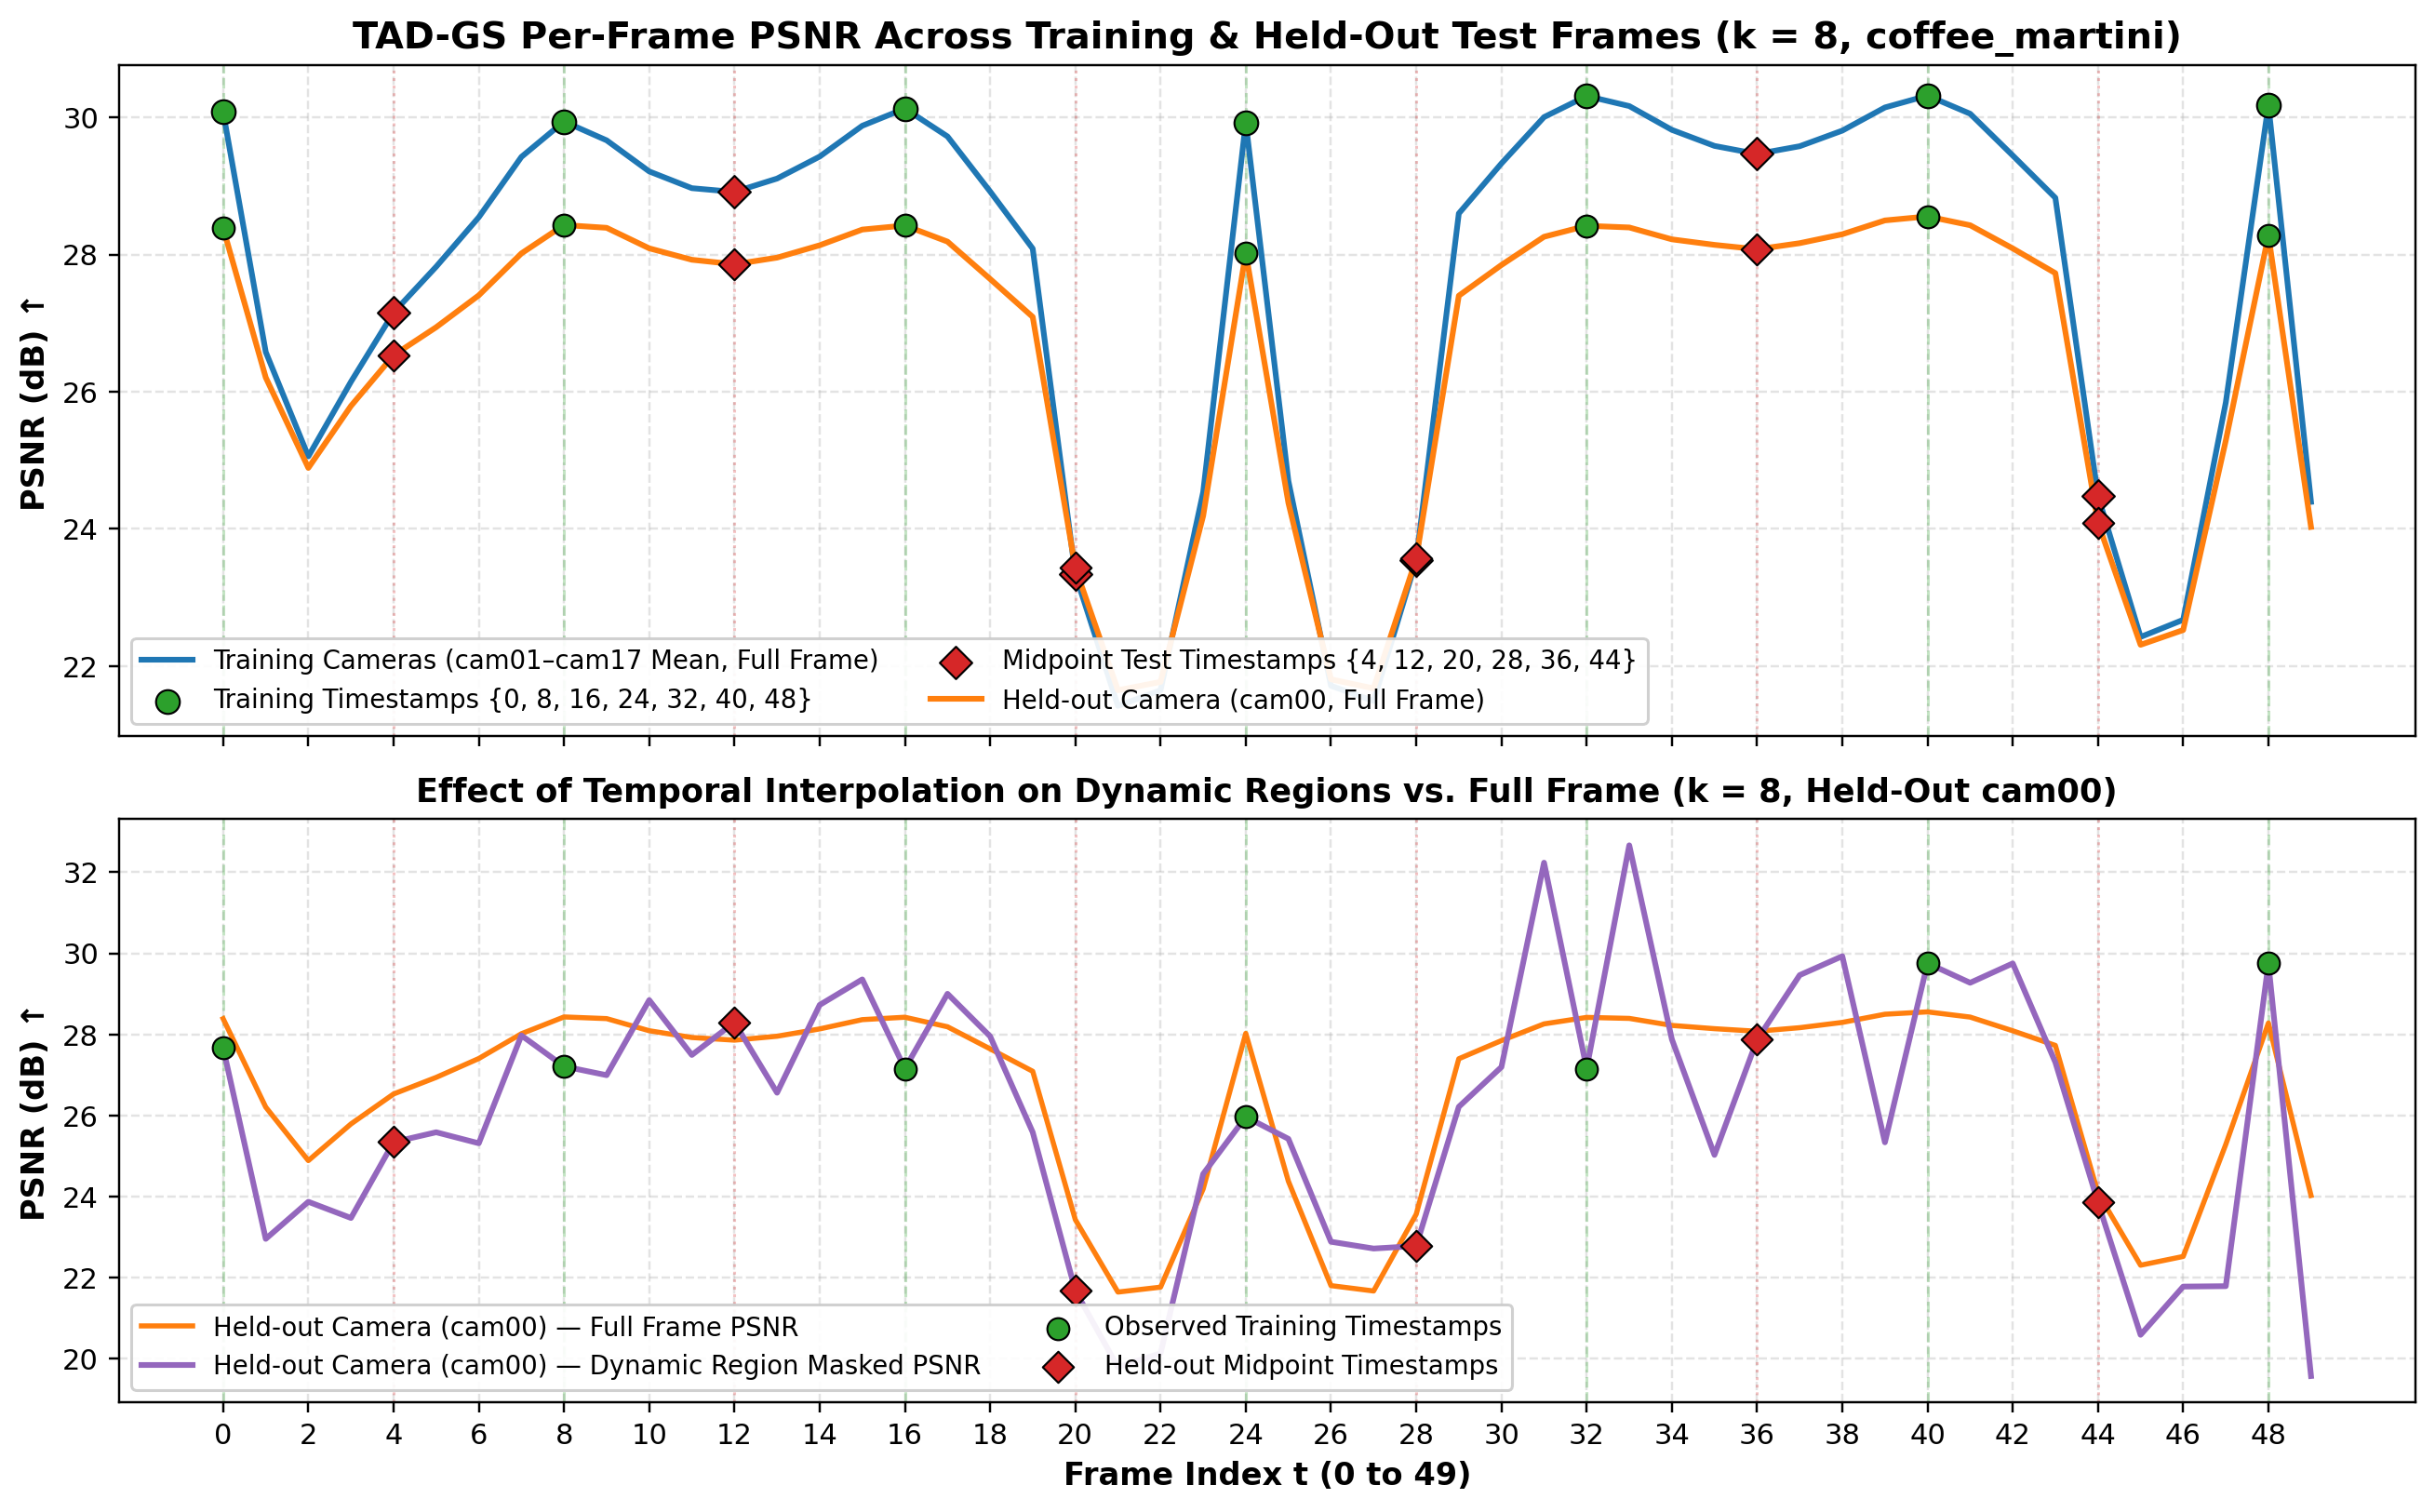 TAD-GS Per-Frame PSNR Across Training & Held-Out Test Frames (k = 8, coffee_martini)
PSNR (dB) ↑
30
28
26
24
22
Training Cameras (cam01–cam17 Mean, Full Frame)
Training Timestamps {0, 8, 16, 24, 32, 40, 48}
Midpoint Test Timestamps {4, 12, 20, 28, 36, 44}
Held-out Camera (cam00, Full Frame)
Effect of Temporal Interpolation on Dynamic Regions vs. Full Frame (k = 8, Held-Out cam00)
PSNR (dB) ↑
32
30
28
26
24
22
20
Held-out Camera (cam00) — Full Frame PSNR
Held-out Camera (cam00) — Dynamic Region Masked PSNR
Observed Training Timestamps
Held-out Midpoint Timestamps
0 2 4 6 8 10 12 14 16 18 20 22 24 26 28 30 32 34 36 38 40 42 44 46 48
Frame Index t (0 to 49)